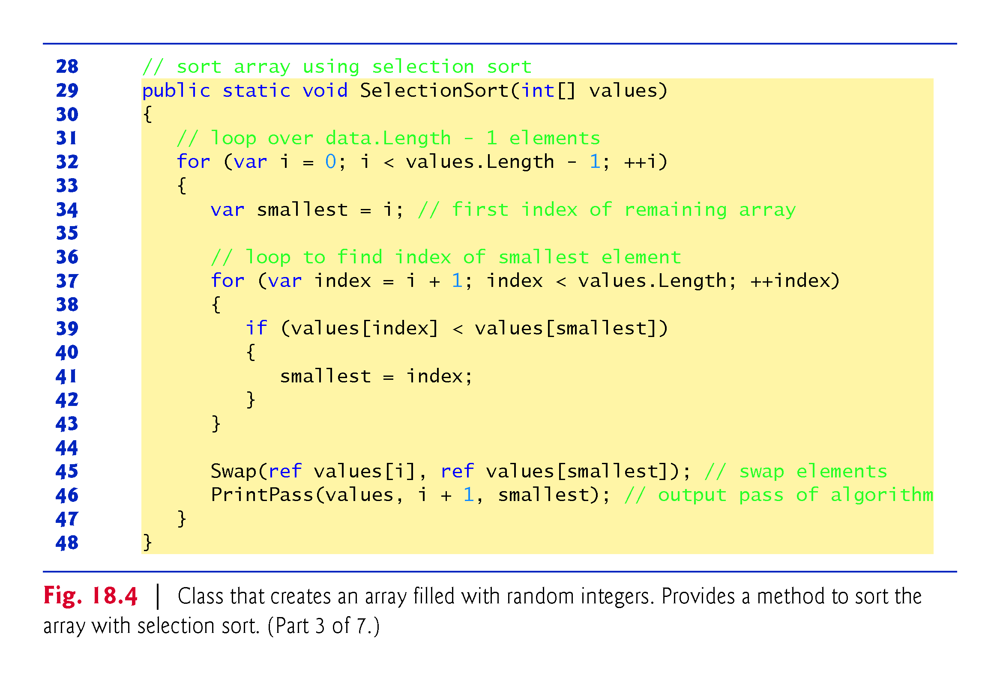 28 // sort array using selection sort
29 public static void SelectionSort(int[] values)
30 {
31    // loop over data.Length - 1 elements
32    for (var i = 0; i < values.Length - 1; ++i)
33    {
34       var smallest = i; // first index of remaining array
35
36       // loop to find index of smallest element
37       for (var index = i + 1; index < values.Length; ++index)
38       {
39          if (values[index] < values[smallest])
40          {
41             smallest = index;
42          }
43       }
44
45       Swap(ref values[i], ref values[smallest]); // swap elements
46       PrintPass(values, i + 1, smallest); // output pass of algorithm
47    }
48 }
Fig. 18.4 | Class that creates an array filled with random integers. Provides a method to sort the
array with selection sort. (Part 3 of 7.)